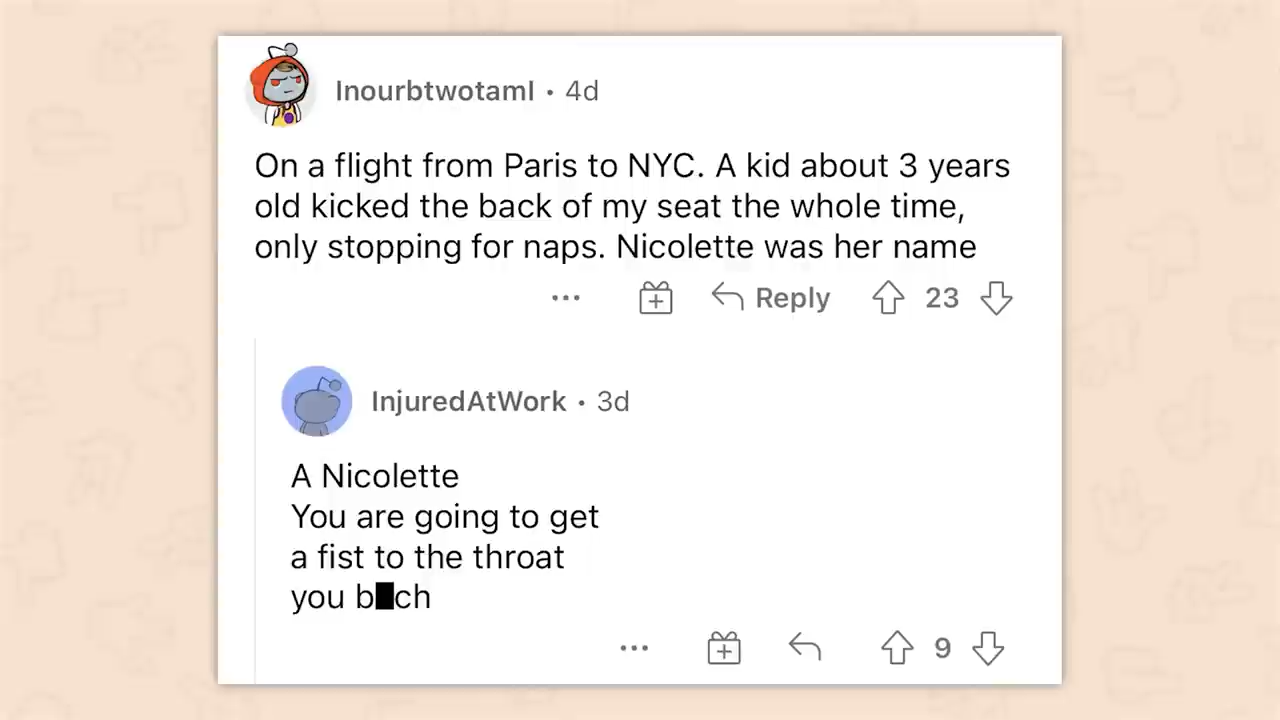 Inourbtwotaml • 4d
On a flight from Paris to NYC. A kid about 3 years
old kicked the back of my seat the whole time,
only stopping for naps. Nicolette was her name
... Reply 23
InjuredAtWork • 3d
A Nicolette
You are going to get
a fist to the throat
you b█ch
... 9